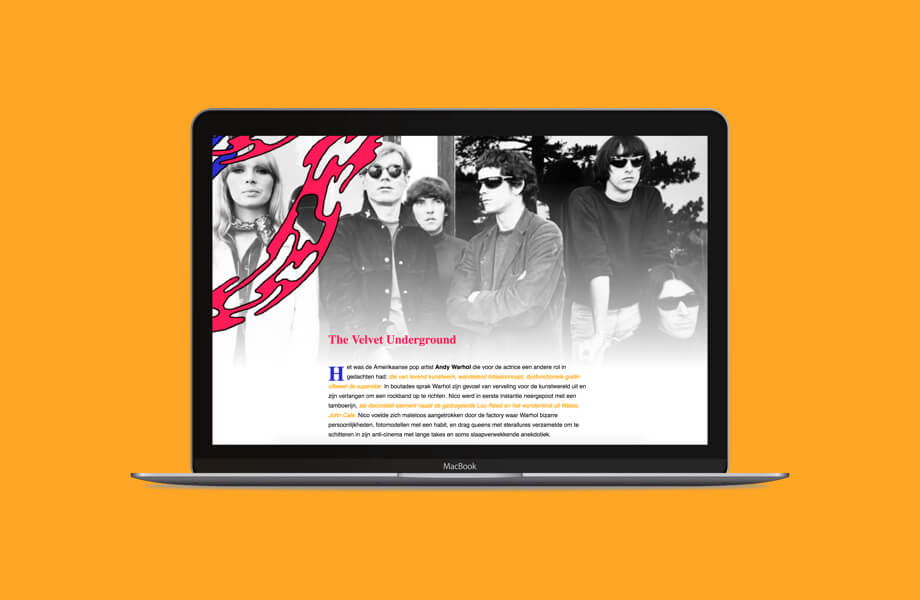 The Velvet Underground
Het was de Amerikaanse pop artist Andy Warhol die voor de actrice een andere rol in
gedachten had: die van levend kunstwerk, wandelend totaalconcept, dysfunctionele godin
oftewel de superstar. In boutades sprak Warhol zijn gevoel van verveling voor de kunstwereld uit en
zijn verlangen om een rockband op te richten. Nico werd in eerste instantie neergepoot met een
tamboerijn, als decoratief element naast de gedrogeerde Lou Reed en het wonderkind uit Wales,
John Cale. Nico voelde zich mateloos aangetrokken door de factory waar Warhol bizarre
persoonlijkheden, fotomodellen met een habit, en drag queens met sterallures verzamelde om te
schitteren in zijn anti-cinema met lange takes en soms slaapverwekkende anekdotiek.
MacBook